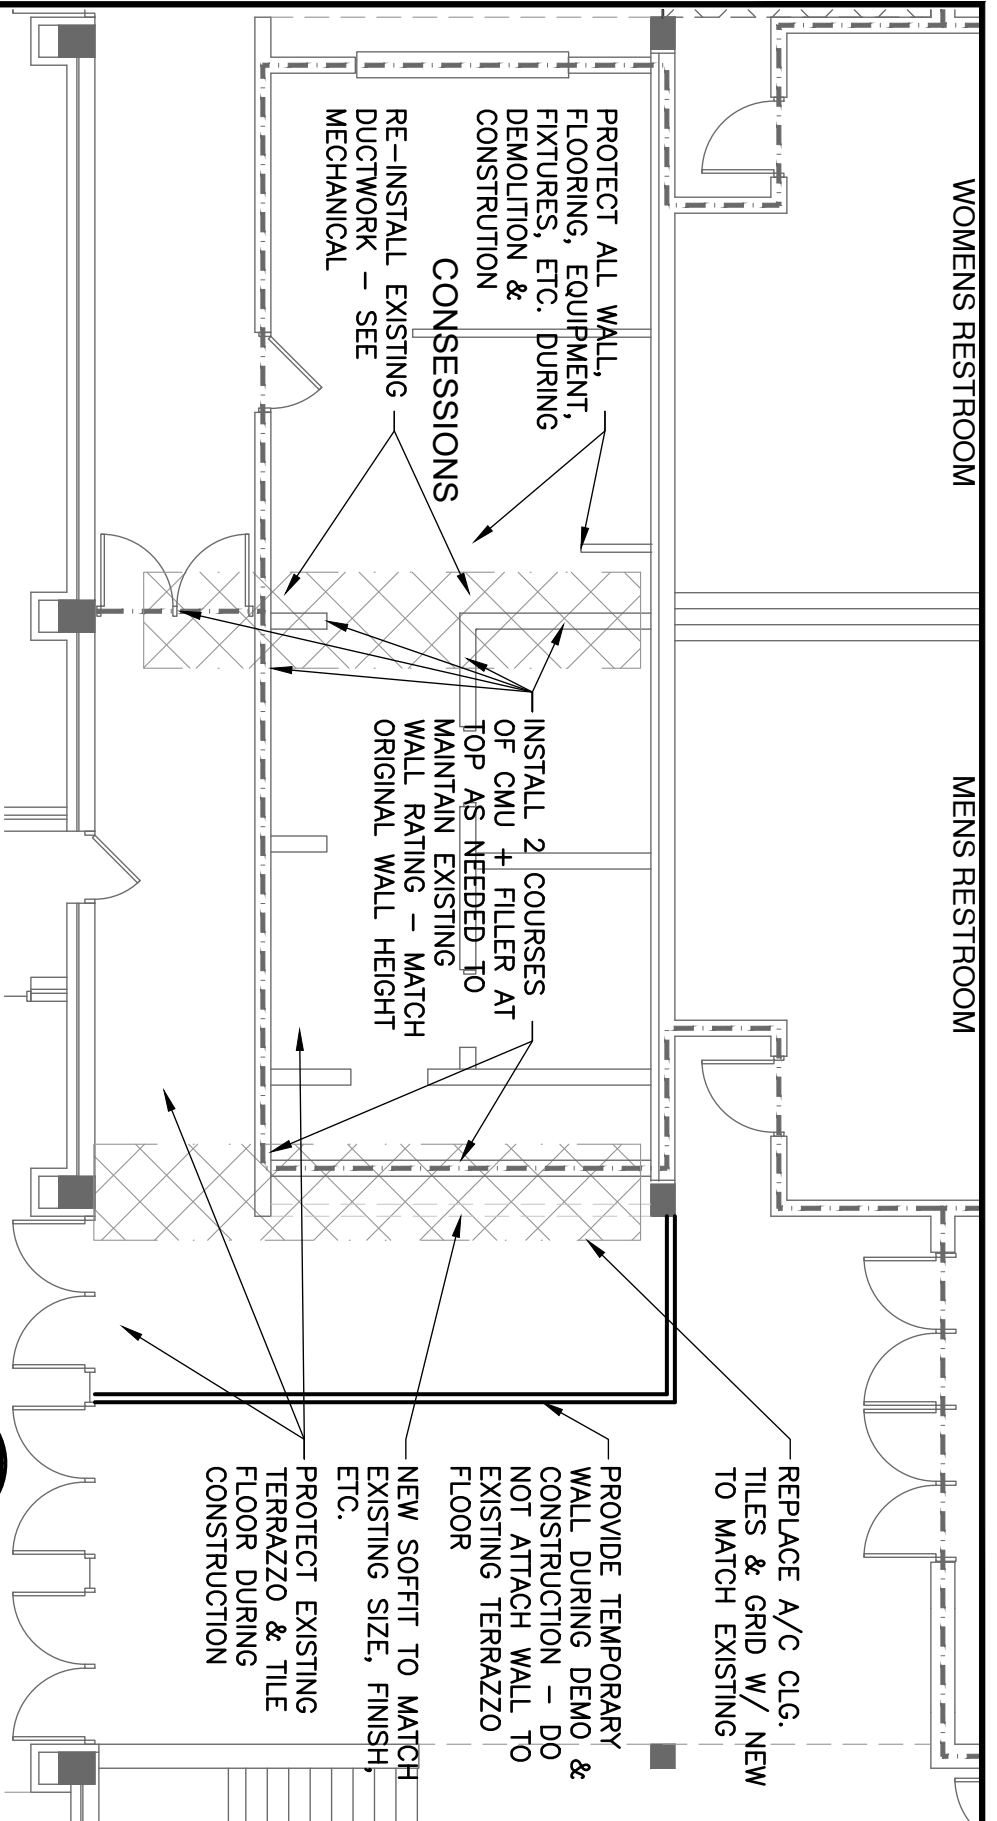 WOMENS RESTROOM
MENS RESTROOM
PROTECT ALL WALL,
FLOORING, EQUIPMENT,
FIXTURES, ETC. DURING
DEMOLITION &
CONSTRUTION
CONSESSIONS
RE-INSTALL EXISTING
DUCTWORK - SEE
MECHANICAL
INSTALL 2 COURSES
OF CMU + FILLER AT
TOP AS NEEDED TO
MAINTAIN EXISTING
WALL RATING - MATCH
ORIGINAL WALL HEIGHT
REPLACE A/C CLG.
TILES & GRID W/ NEW
TO MATCH EXISTING
PROVIDE TEMPORARY
WALL DURING DEMO &
CONSTRUCTION - DO
NOT ATTACH WALL TO
EXISTING TERRAZZO
FLOOR
NEW SOFFIT TO MATCH
EXISTING SIZE, FINISH,
ETC.
PROTECT EXISTING
TERRAZZO & TILE
FLOOR DURING
CONSTRUCTION